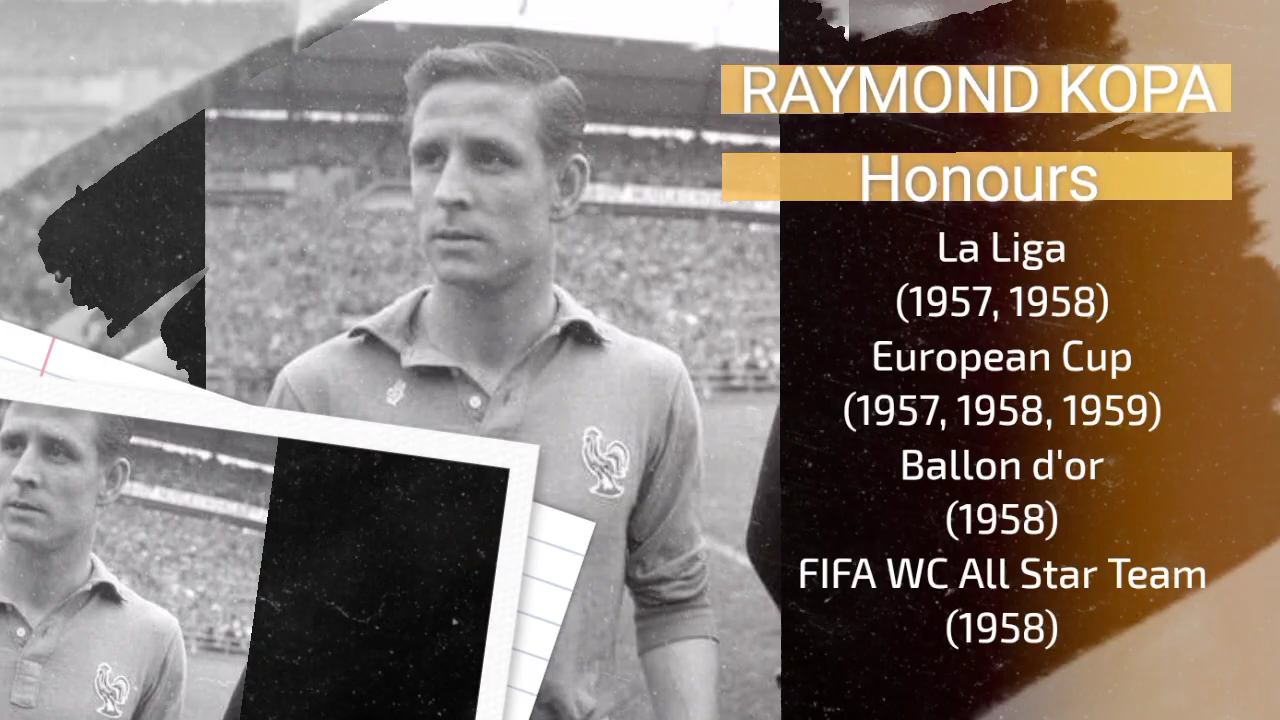 RAYMOND KOPA
Honours
La Liga
(1957, 1958)
European Cup
(1957, 1958, 1959)
Ballon d'or
(1958)
FIFA WC All Star Team
(1958)